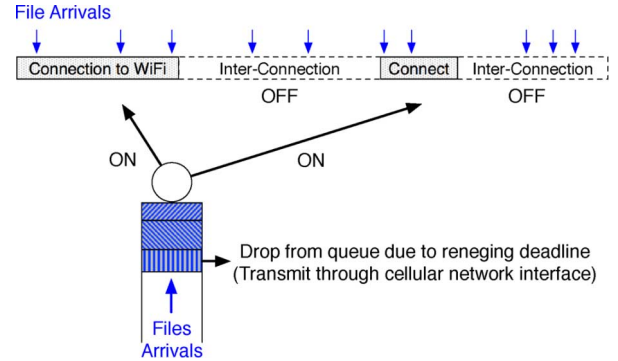 File Arrivals
Connection to WiFi
Inter-Connection
Connect
Inter-Connection
OFF
OFF
ON
ON
Drop from queue due to reneging deadline
(Transmit through cellular network interface)
Files
Arrivals